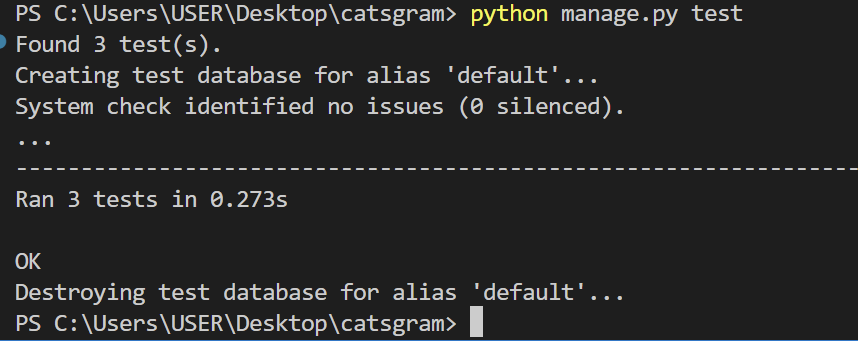 PS C:\Users\USER\Desktop\catsgram> python manage.py test
Found 3 test(s).
Creating test database for alias 'default'...
System check identified no issues (0 silenced).
...
----------------------------------------------------------------------
Ran 3 tests in 0.273s

OK
Destroying test database for alias 'default'...
PS C:\Users\USER\Desktop\catsgram>